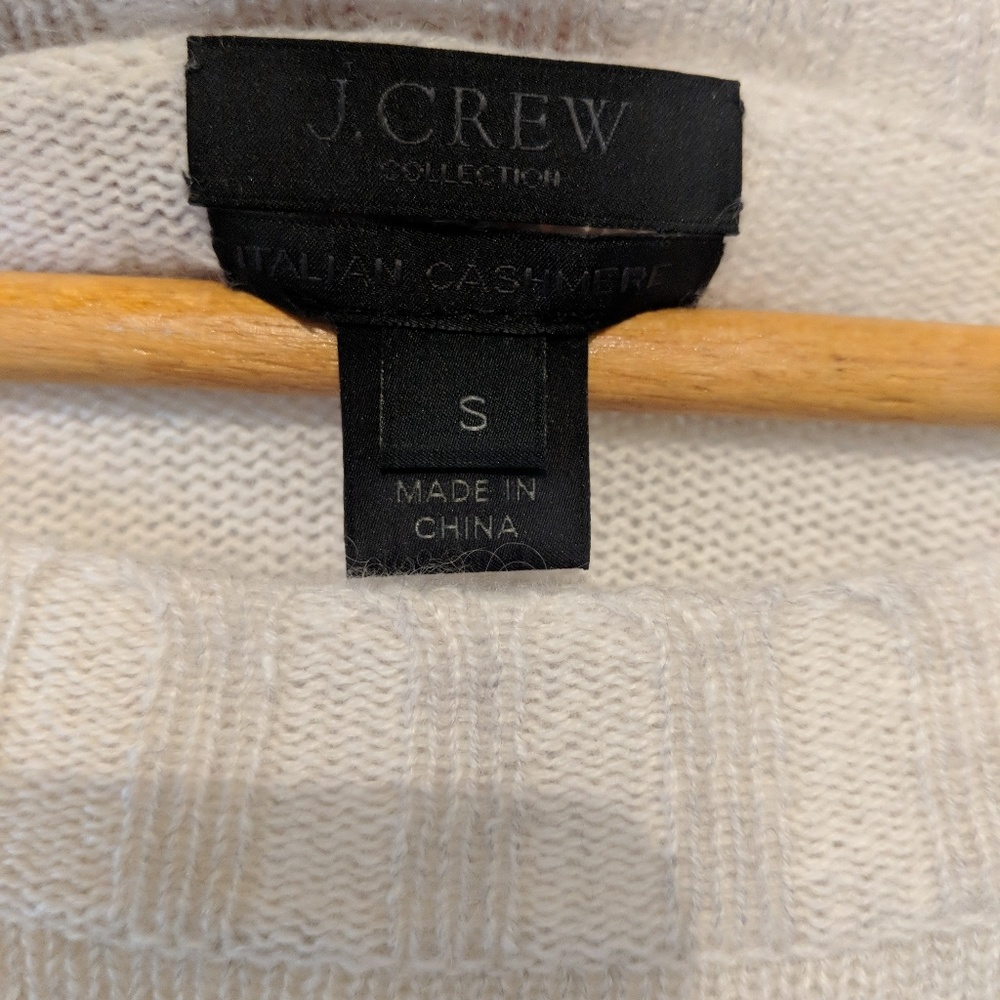 J.CREW
COLLECTION
ITALIAN CASHMERE
S
MADE IN
CHINA